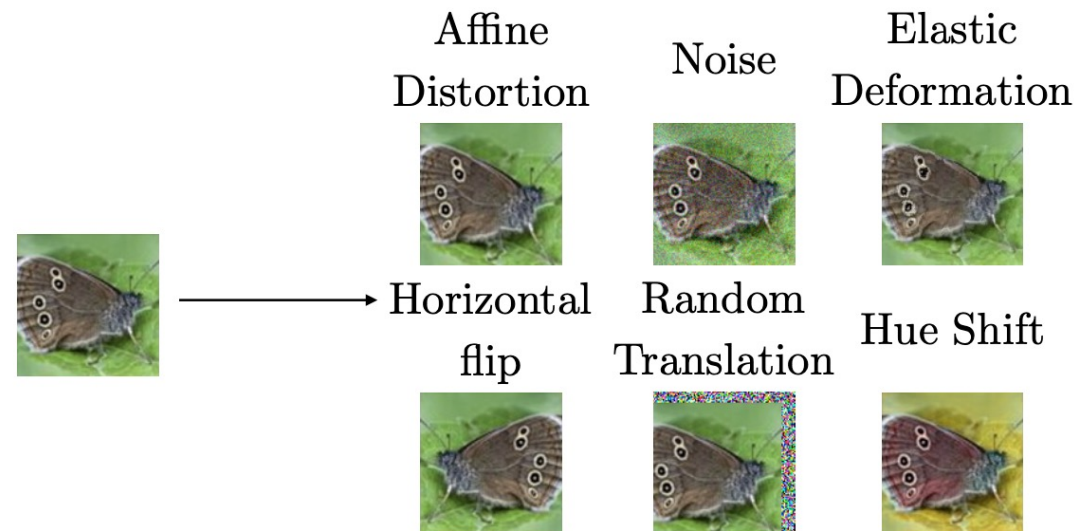 Affine
Distortion
Noise
Elastic
Deformation
Horizontal
flip
Random
Translation
Hue Shift